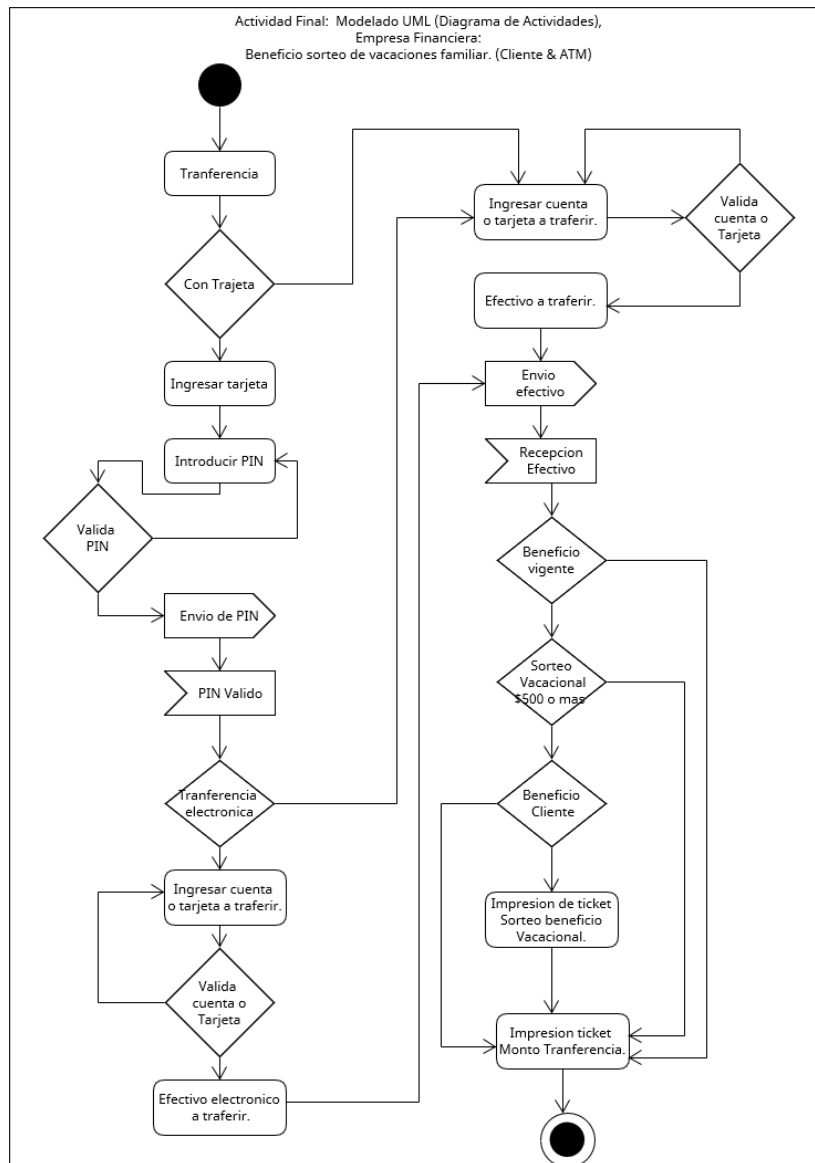 Actividad Final: Modelado UML (Diagrama de Actividades),
Empresa Financiera:
Beneficio sorteo de vacaciones familiar. (Cliente & ATM)
Tranferencia
Con Trajeta
Ingresar tarjeta
Introducir PIN
Valida
PIN
Envio de PIN
PIN Valido
Tranferencia
electronica
Ingresar cuenta
o tarjeta a traferir.
Valida
cuenta o
Tarjeta
Efectivo electronico
a traferir.
Ingresar cuenta
o tarjeta a traferir.
Valida
cuenta o
Tarjeta
Efectivo a traferir.
Envio
efectivo
Recepcion
Efectivo
Beneficio
vigente
Sorteo
Vacacional
$500 o mas
Beneficio
Cliente
Impresion de ticket
Sorteo beneficio
Vacacional.
Impresion ticket
Monto Tranferencia.